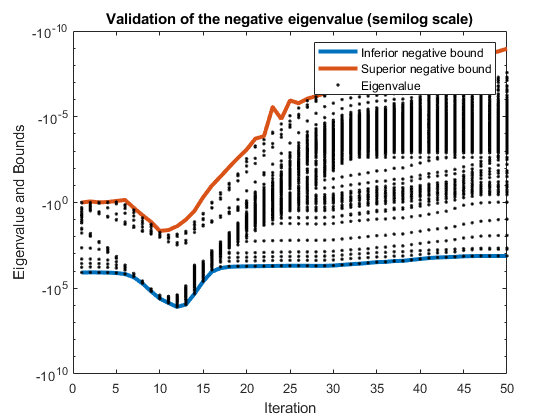 Validation of the negative eigenvalue (semilog scale)
-10^-10
Inferior negative bound
Superior negative bound
Eigenvalue
-10^-5
-10^0
-10^5
-10^10
Eigenvalue and Bounds
0 5 10 15 20 25 30 35 40 45 50
Iteration